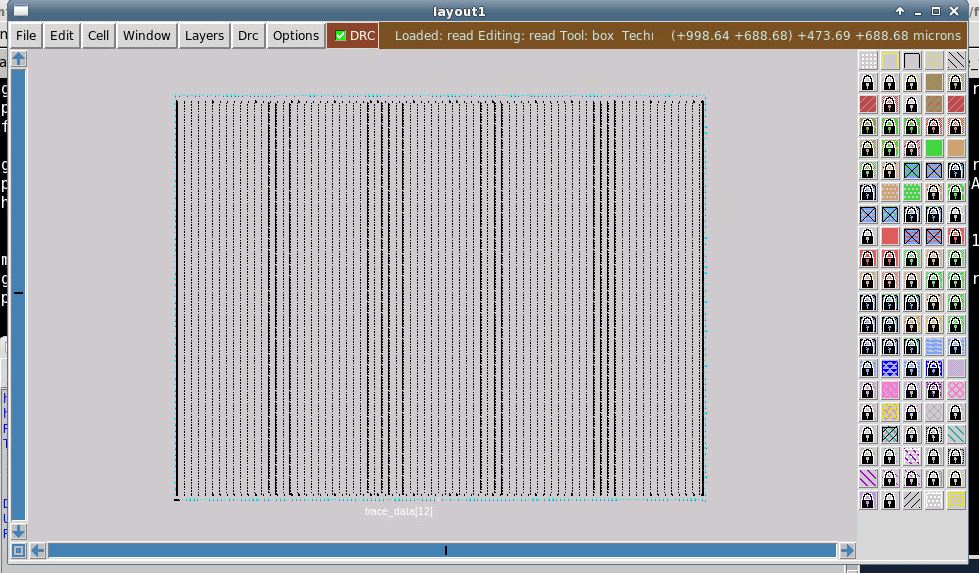 layout1
File Edit Cell Window Layers Drc Options DRC Loaded: read Editing: read Tool: box Techn (+998.64 +688.68) +473.69 +688.68 microns
trace_data[12]